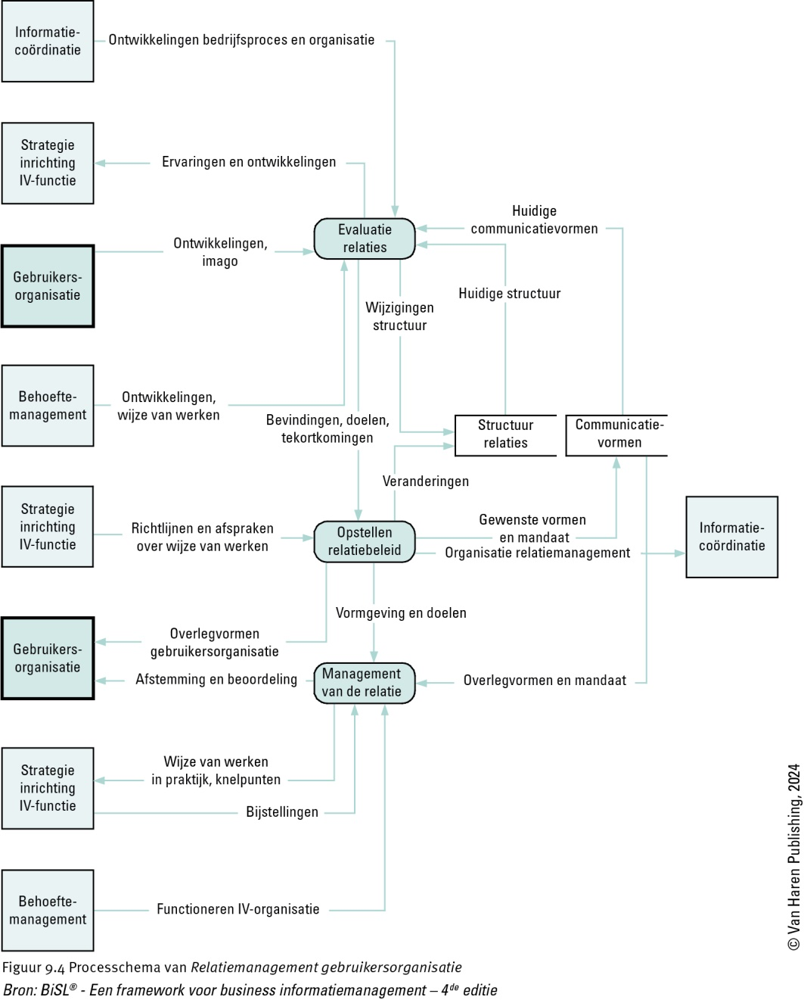 Informatie-
coördinatie
Ontwikkelingen bedrijfsproces en organisatie
Strategie
inrichting
IV-functie
Ervaringen en ontwikkelingen
Gebruikers-
organisatie
Ontwikkelingen,
imago
Evaluatie
relaties
Huidige
communicatievormen
Huidige structuur
Wijzigingen
structuur
Behoefte-
management
Ontwikkelingen,
wijze van werken
Bevindingen, doelen,
tekortkomingen
Structuur
relaties
Communicatie-
vormen
Veranderingen
Strategie
inrichting
IV-functie
Richtlijnen en afspraken
over wijze van werken
Opstellen
relatiebeleid
Gewenste vormen
en mandaat
Organisatie relatiemanagement
Informatie-
coördinatie
Vormgeving en doelen
Gebruikers-
organisatie
Overlegvormen
gebruikersorganisatie
Afstemming en beoordeling
Management
van de relatie
Overlegvormen en mandaat
Strategie
inrichting
IV-functie
Wijze van werken
in praktijk, knelpunten
Bijstellingen
Behoefte-
management
Functioneren IV-organisatie
© Van Haren Publishing, 2024
Figuur 9.4 Processchema van Relatiemanagement gebruikersorganisatie
Bron: BiSL® - Een framework voor business informatiemanagement – 4de editie